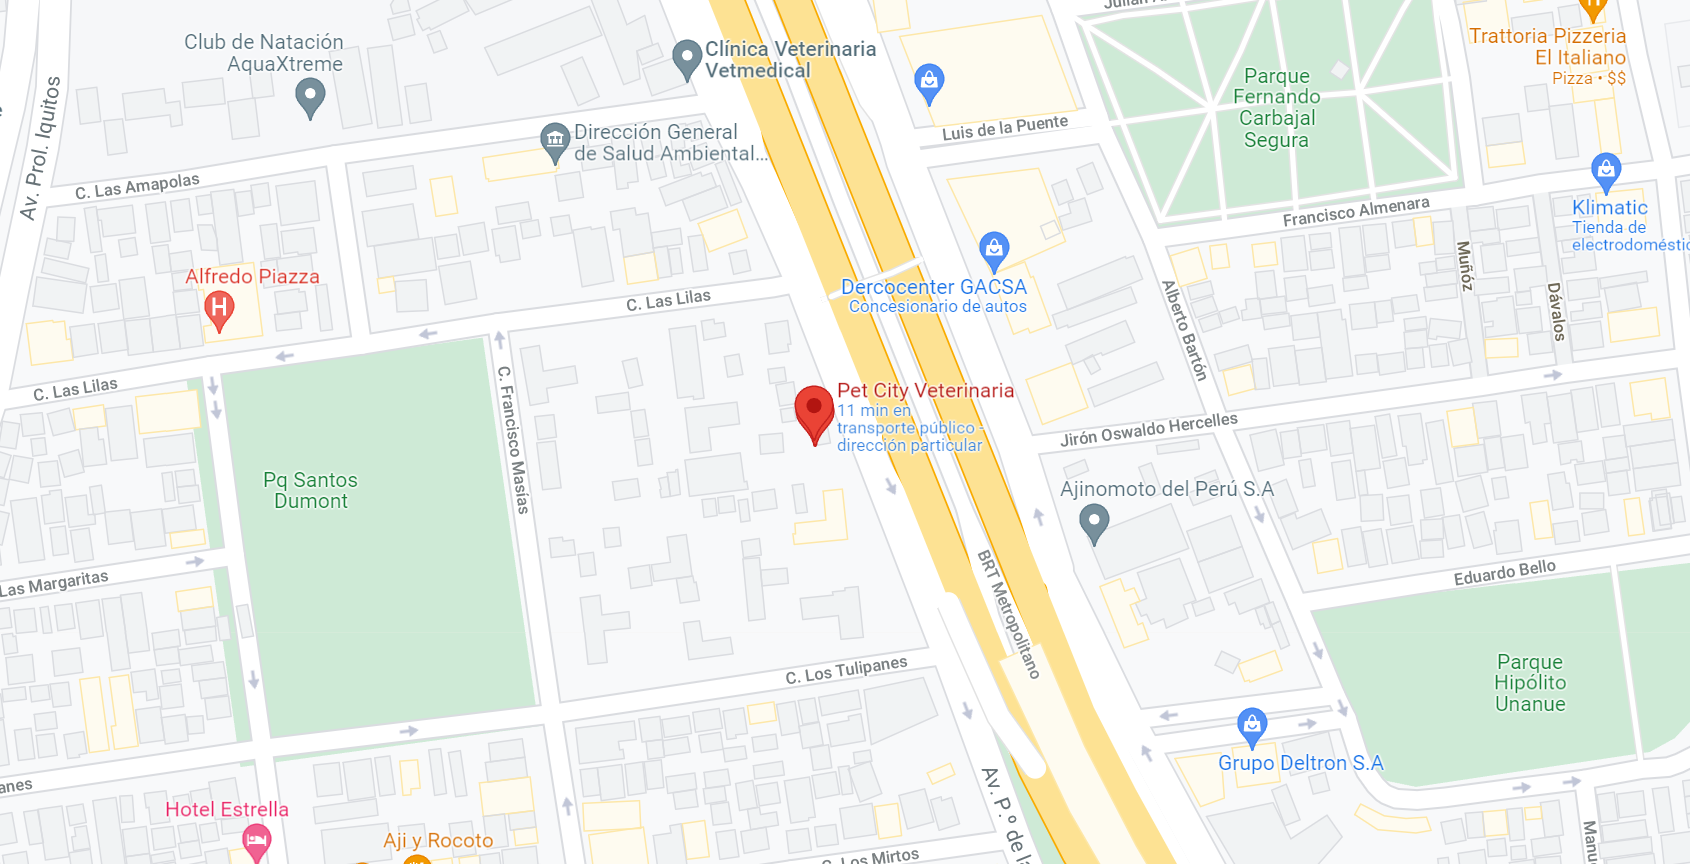 Julian
Trattoria Pizzeria
El Italiano
Pizza • $$
Club de Natación
AquaXtreme
Clínica Veterinaria
Vetmedical
Parque
Fernando
Carbajal
Segura
Av. Prol. Iquitos
Luis de la Puente
Dirección General
de Salud Ambiental...
C. Las Amapolas
Francisco Almenara
Klimatic
Tienda de
Muñóz
Dávalos
Alfredo Piazza
C. Las Lilas
Dercocenter GACSA
Concesionario de autos
Alberto Bartón
C. Las Lilas
C. Francisco Masías
Pet City Veterinaria
11 min en
transporte público -
dirección particular
Jirón Oswaldo Hercelles
Pq Santos
Dumont
Ajinomoto del Perú S.A
BRT Metropolitano
Las Margaritas
Eduardo Bello
C. Los Tulipanes
Parque
Hipólito
Unanue
Grupo Deltron S.A
anes
Av. P.º de la
Hotel Estrella
Aji y Rocoto
C. Los Mirtos